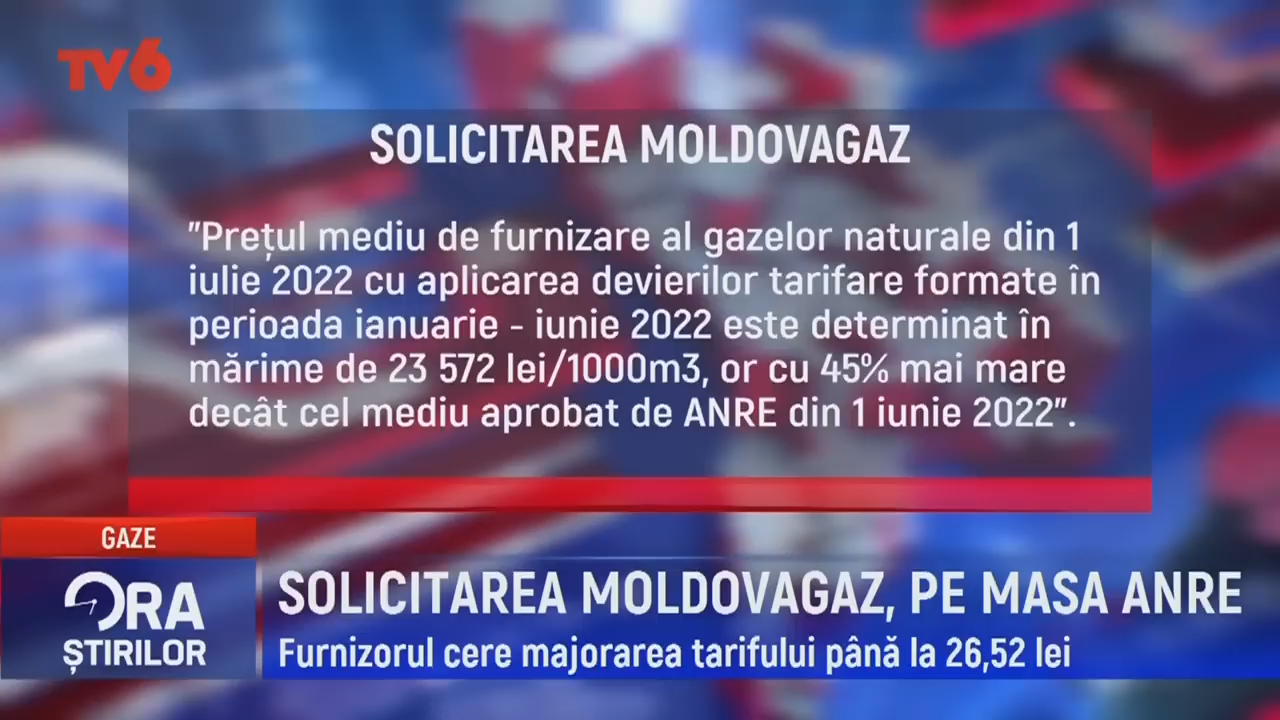 TV6
SOLICITAREA MOLDOVAGAZ
"Prețul mediu de furnizare al gazelor naturale din 1
iulie 2022 cu aplicarea devierilor tarifare formate în
perioada ianuarie - iunie 2022 este determinat în
mărime de 23 572 lei/1000m3, or cu 45% mai mare
decât cel mediu aprobat de ANRE din 1 iunie 2022".
GAZE
ORA
ȘTIRILOR
SOLICITAREA MOLDOVAGAZ, PE MASA ANRE
Furnizorul cere majorarea tarifului până la 26,52 lei